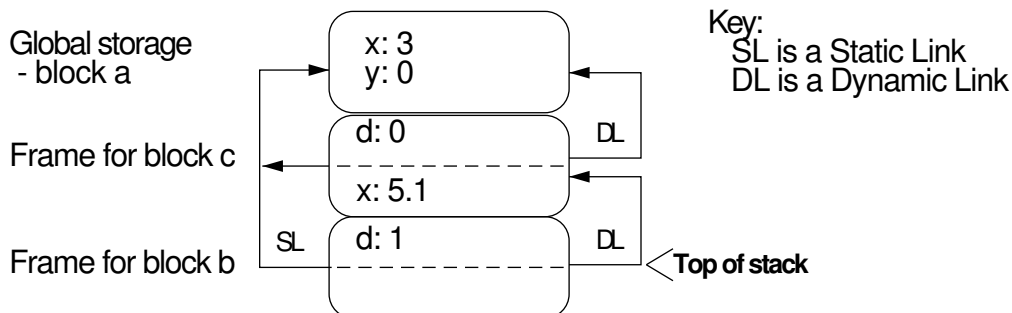 Global storage
- block a
x: 3
y: 0
Key:
SL is a Static Link
DL is a Dynamic Link
d: 0
DL
Frame for block c
x: 5.1
SL
d: 1
DL
Frame for block b
Top of stack